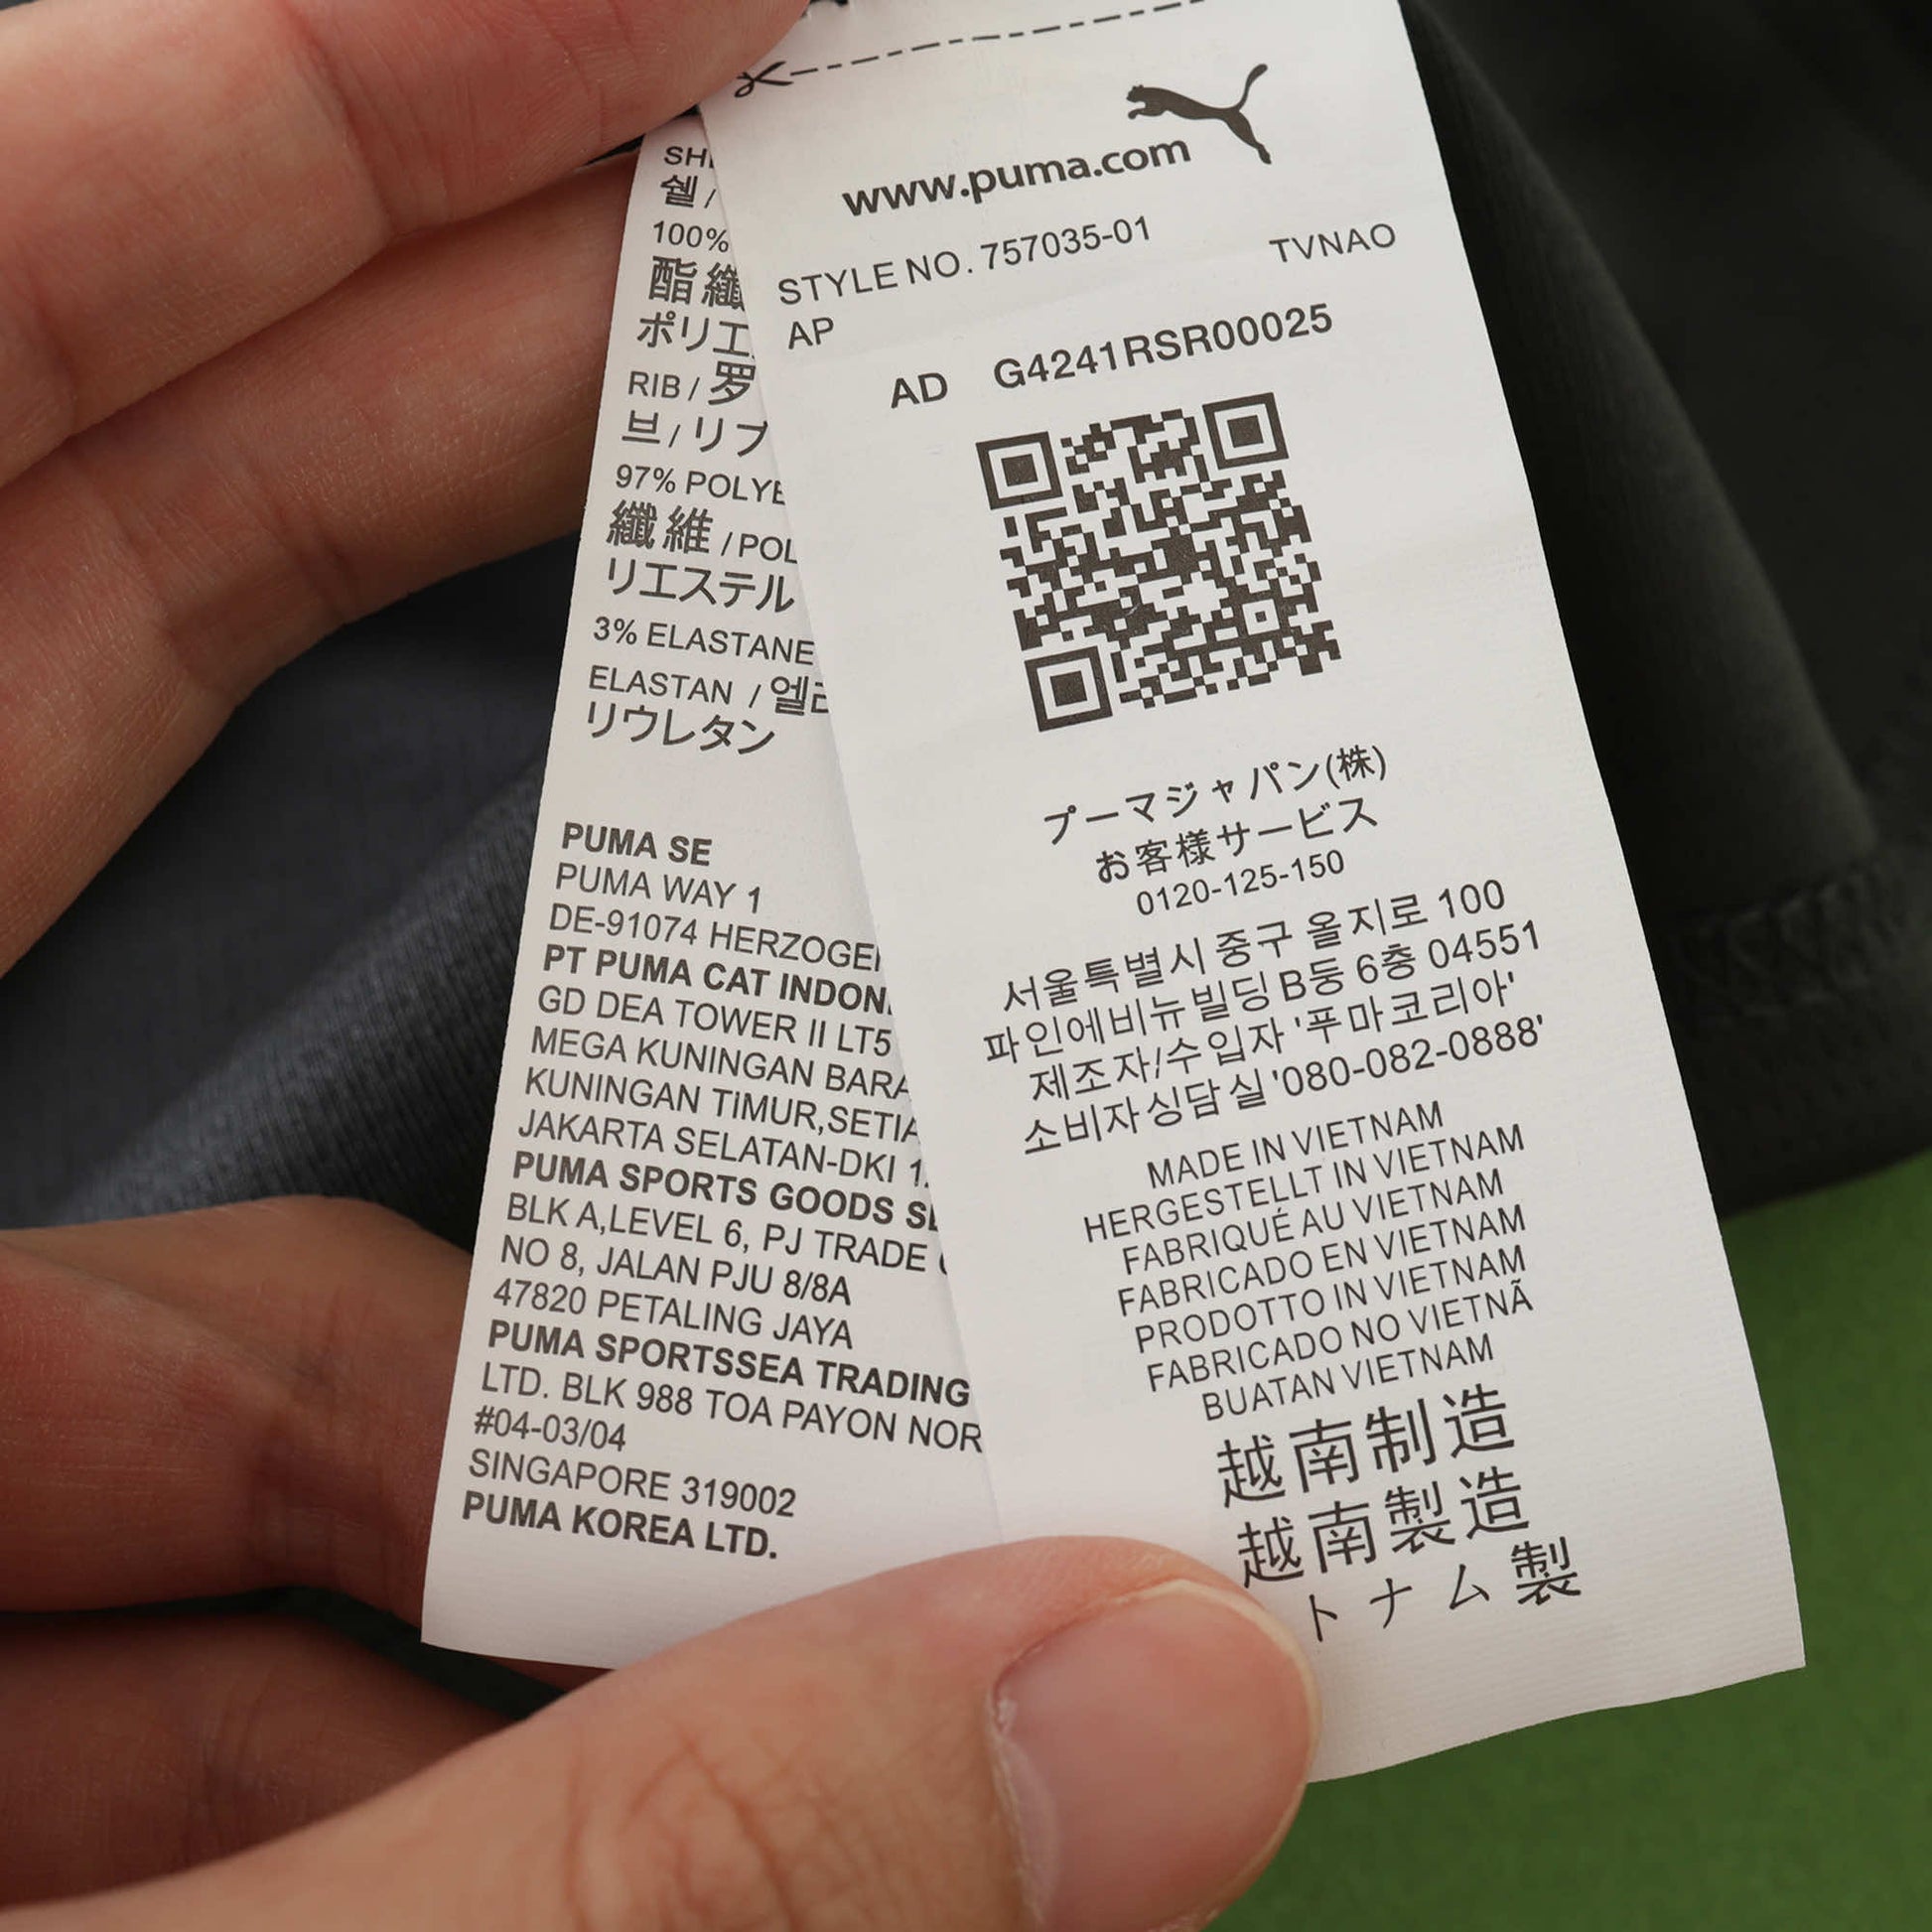 www.puma.com
STYLE NO. 757035-01
TVNAO
AP
AD G4241RSR00025
プーマジャパン(株)
お客様サービス
0120-125-150
서울특별시 중구 을지로 100
파인에비뉴빌딩 B동 6층 04551
제조자/수입자 '푸마코리아'
소비자싱담실 '080-082-0888'
MADE IN VIETNAM
HERGESTELLT IN VIETNAM
FABRIQUÉ AU VIETNAM
FABRICADO EN VIETNAM
PRODOTTO IN VIETNAM
FABRICADO NO VIETNÃ
BUATAN VIETNAM
越南制造
越南製造
トナム製
쉘 /
100%
酯纖
ポリエ
RIB / 罗
브 / リブ
97% POLYE
纖維 / POL
リエステル
3% ELASTANE
ELASTAN / 엘
リウレタン
PUMA SE
PUMA WAY 1
DE-91074 HERZOGE
PT PUMA CAT INDON
GD DEA TOWER II LT5
MEGA KUNINGAN BARA
KUNINGAN TiMUR,SETIA
JAKARTA SELATAN-DKI 1
PUMA SPORTS GOODS S
BLK A,LEVEL 6, PJ TRADE
NO 8, JALAN PJU 8/8A
47820 PETALING JAYA
PUMA SPORTSSEA TRADING
LTD. BLK 988 TOA PAYON NOR
#04-03/04
SINGAPORE 319002
PUMA KOREA LTD.